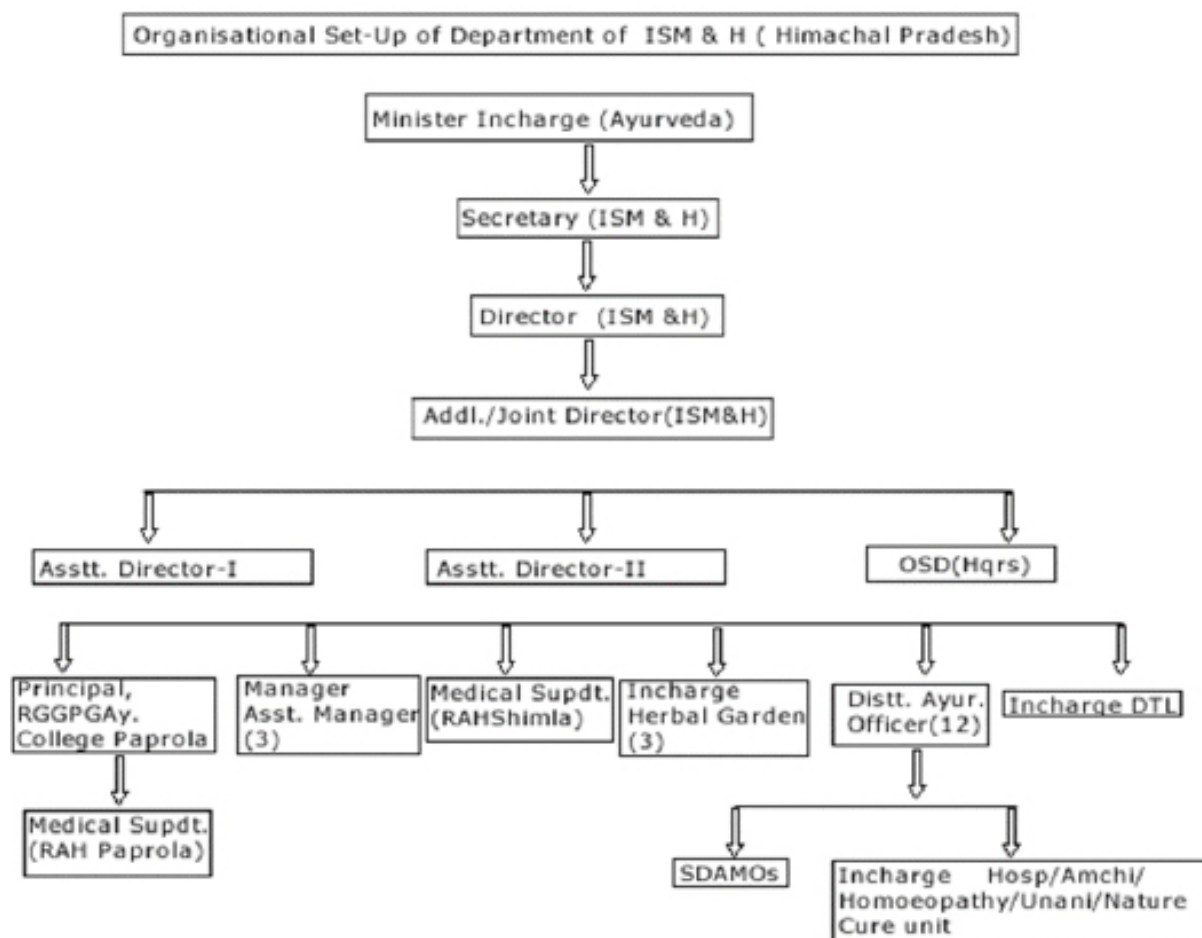 Organisational Set-Up of Department of ISM & H ( Himachal Pradesh)
Minister Incharge (Ayurveda)
Secretary (ISM & H)
Director (ISM &H)
Addl./Joint Director(ISM&H)
Asstt. Director-I
Asstt. Director-II
OSD(Hqrs)
Principal,
RGGPGAy.
College Paprola
Manager
Asst. Manager
(3)
Medical Supdt.
(RAHShimla)
Incharge
Herbal Garden
(3)
Distt. Ayur.
Officer(12)
Incharge DTL
Medical Supdt.
(RAH Paprola)
SDAMOs
Incharge Hosp/Amchi/
Homoeopathy/Unani/Nature
Cure unit